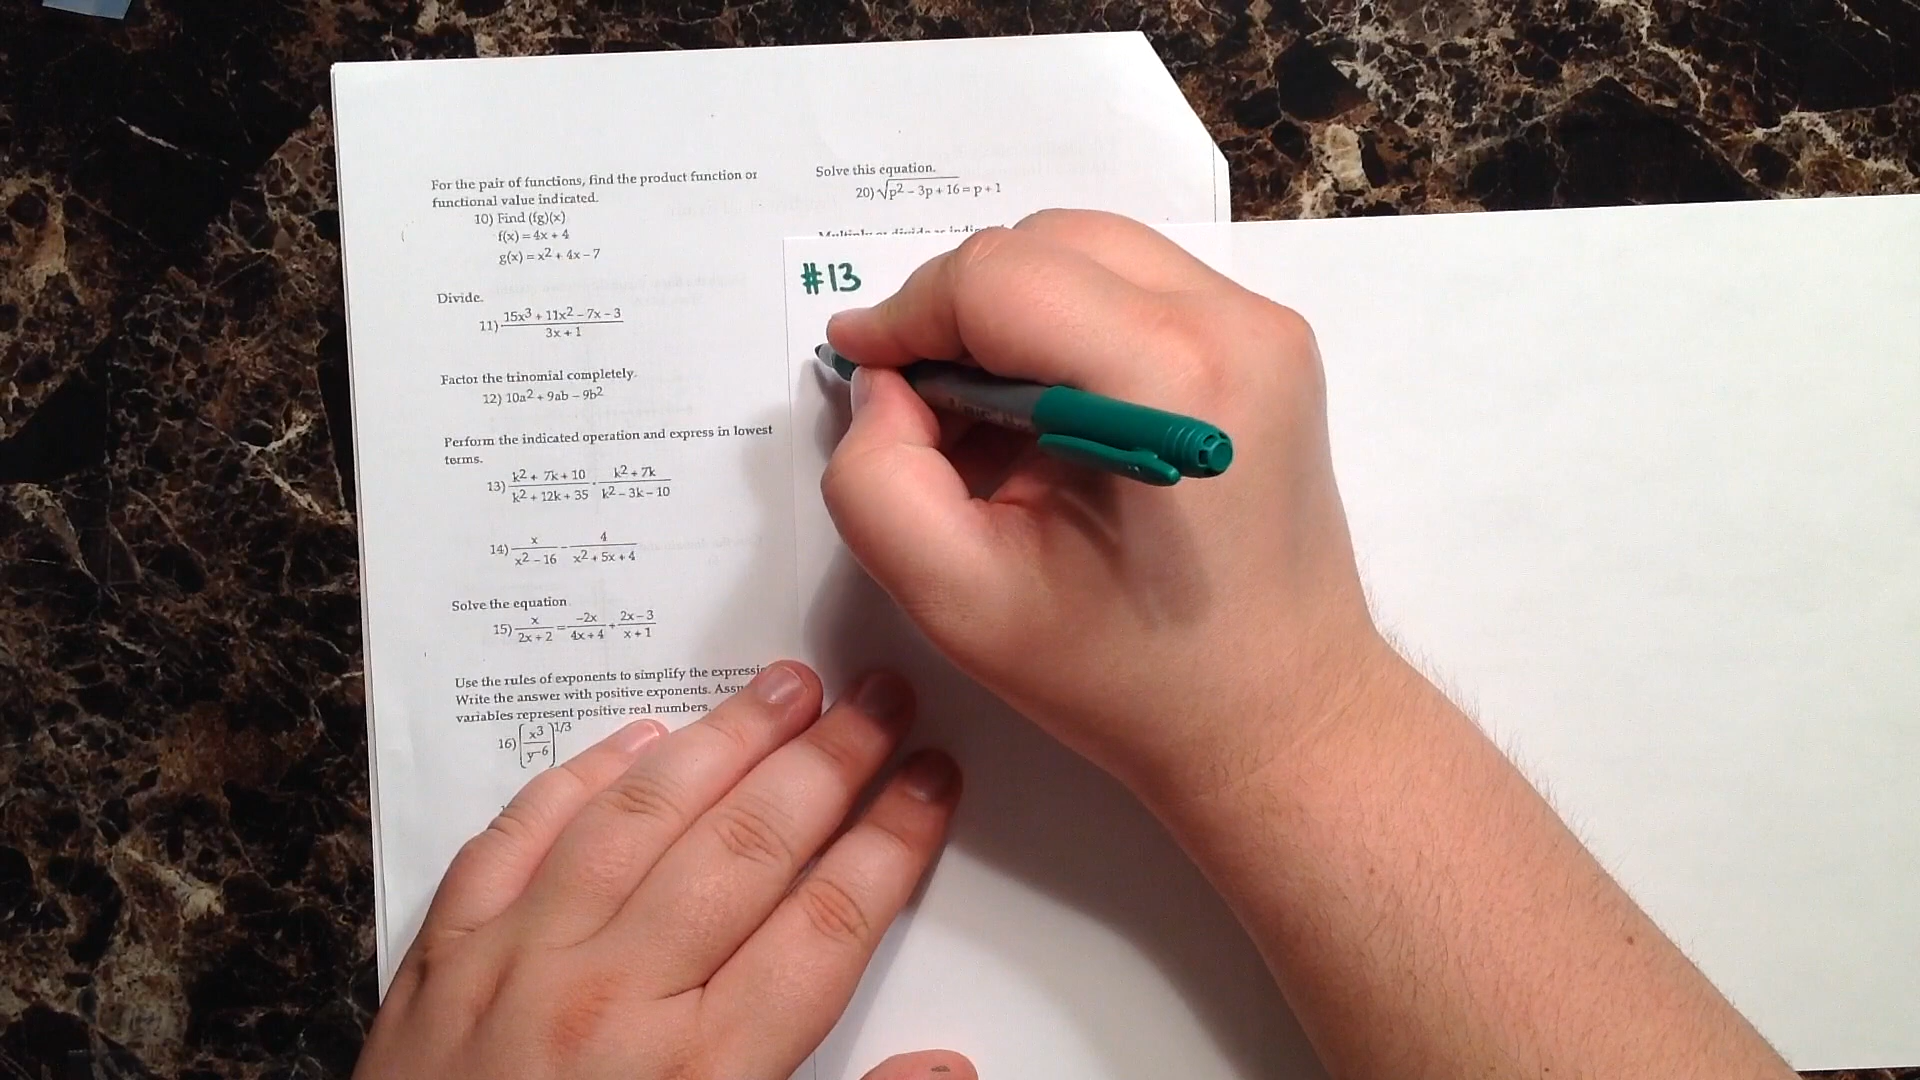 For the pair of functions, find the product function or
functional value indicated.
10) Find (fg)(x)
f(x) = 4x + 4
g(x) = x2 + 4x – 7
Divide.
11) 15x3 + 11x2 – 7x – 3
3x + 1
Factor the trinomial completely.
12) 10a2 + 9ab – 9b2
Perform the indicated operation and express in lowest
terms.
13) k2 + 7k + 10 · k2 + 7k
k2 + 12k + 35 k2 – 3k – 10
14) x – 4
x2 – 16 x2 + 5x + 4
Solve the equation
15) x = –2x + 2x – 3
2x + 2 4x + 4 x + 1
Use the rules of exponents to simplify the
Write the answer with positive exponents.
variables represent positive real numbers.
16) (x3 / y–6)1/3
Solve this equation.
20) √p2 – 3p + 16 = p + 1
#13